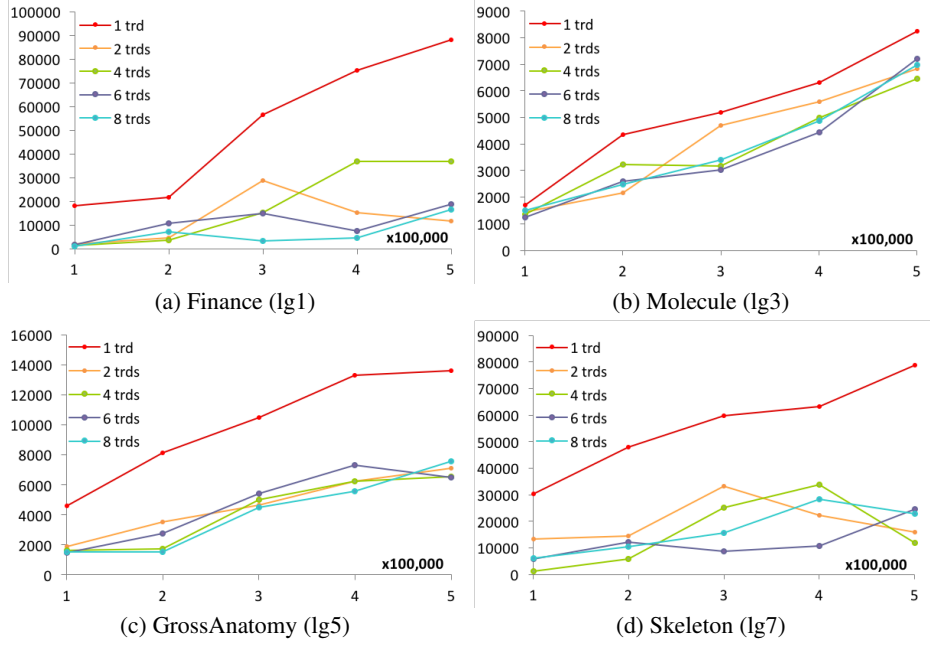 100000
90000
80000
70000
60000
50000
40000
30000
20000
10000
0
1 trd
2 trds
4 trds
6 trds
8 trds
x100,000
1 2 3 4 5
(a) Finance (lg1)
9000
8000
7000
6000
5000
4000
3000
2000
1000
0
1 trd
2 trds
4 trds
6 trds
8 trds
x100,000
1 2 3 4 5
(b) Molecule (lg3)
16000
14000
12000
10000
8000
6000
4000
2000
0
1 trd
2 trds
4 trds
6 trds
8 trds
x100,000
1 2 3 4 5
(c) GrossAnatomy (lg5)
90000
80000
70000
60000
50000
40000
30000
20000
10000
0
1 trd
2 trds
4 trds
6 trds
8 trds
x100,000
1 2 3 4 5
(d) Skeleton (lg7)